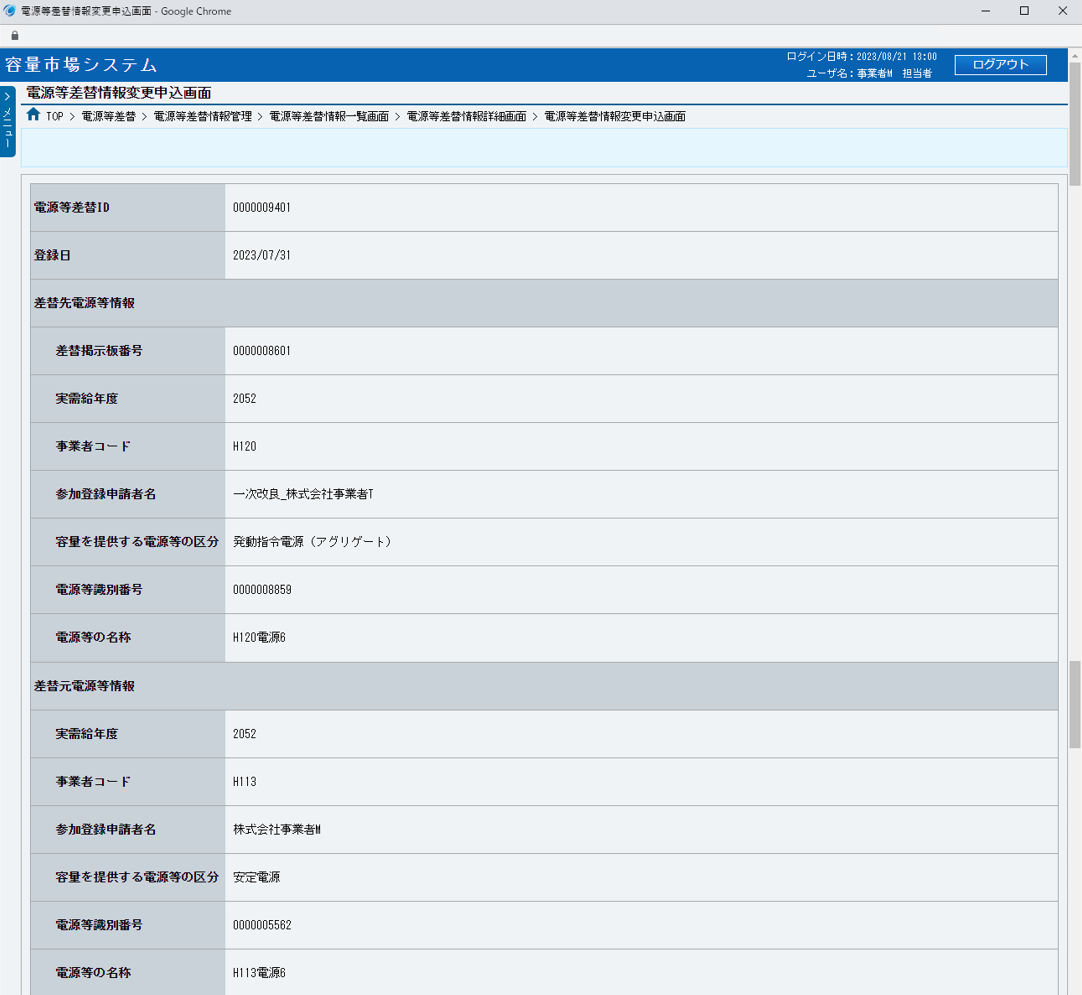 電源等差替情報変更申込画面 - Google Chrome
容量市場システム
ログイン日時：2023/08/21 13:00
ユーザ名：事業者M 担当者
ログアウト
メニュー
電源等差替情報変更申込画面
TOP > 電源等差替 > 電源等差替情報管理 > 電源等差替情報一覧画面 > 電源等差替情報詳細画面 > 電源等差替情報変更申込画面
電源等差替ID 0000009401
登録日 2023/07/31
差替先電源等情報
差替掲示板番号 0000008601
実需給年度 2052
事業者コード H120
参加登録申請者名 一次改良_株式会社事業者T
容量を提供する電源等の区分 発動指令電源（アグリゲート）
電源等識別番号 0000008859
電源等の名称 H120電源6
差替元電源等情報
実需給年度 2052
事業者コード H113
参加登録申請者名 株式会社事業者M
容量を提供する電源等の区分 安定電源
電源等識別番号 0000005562
電源等の名称 H113電源6